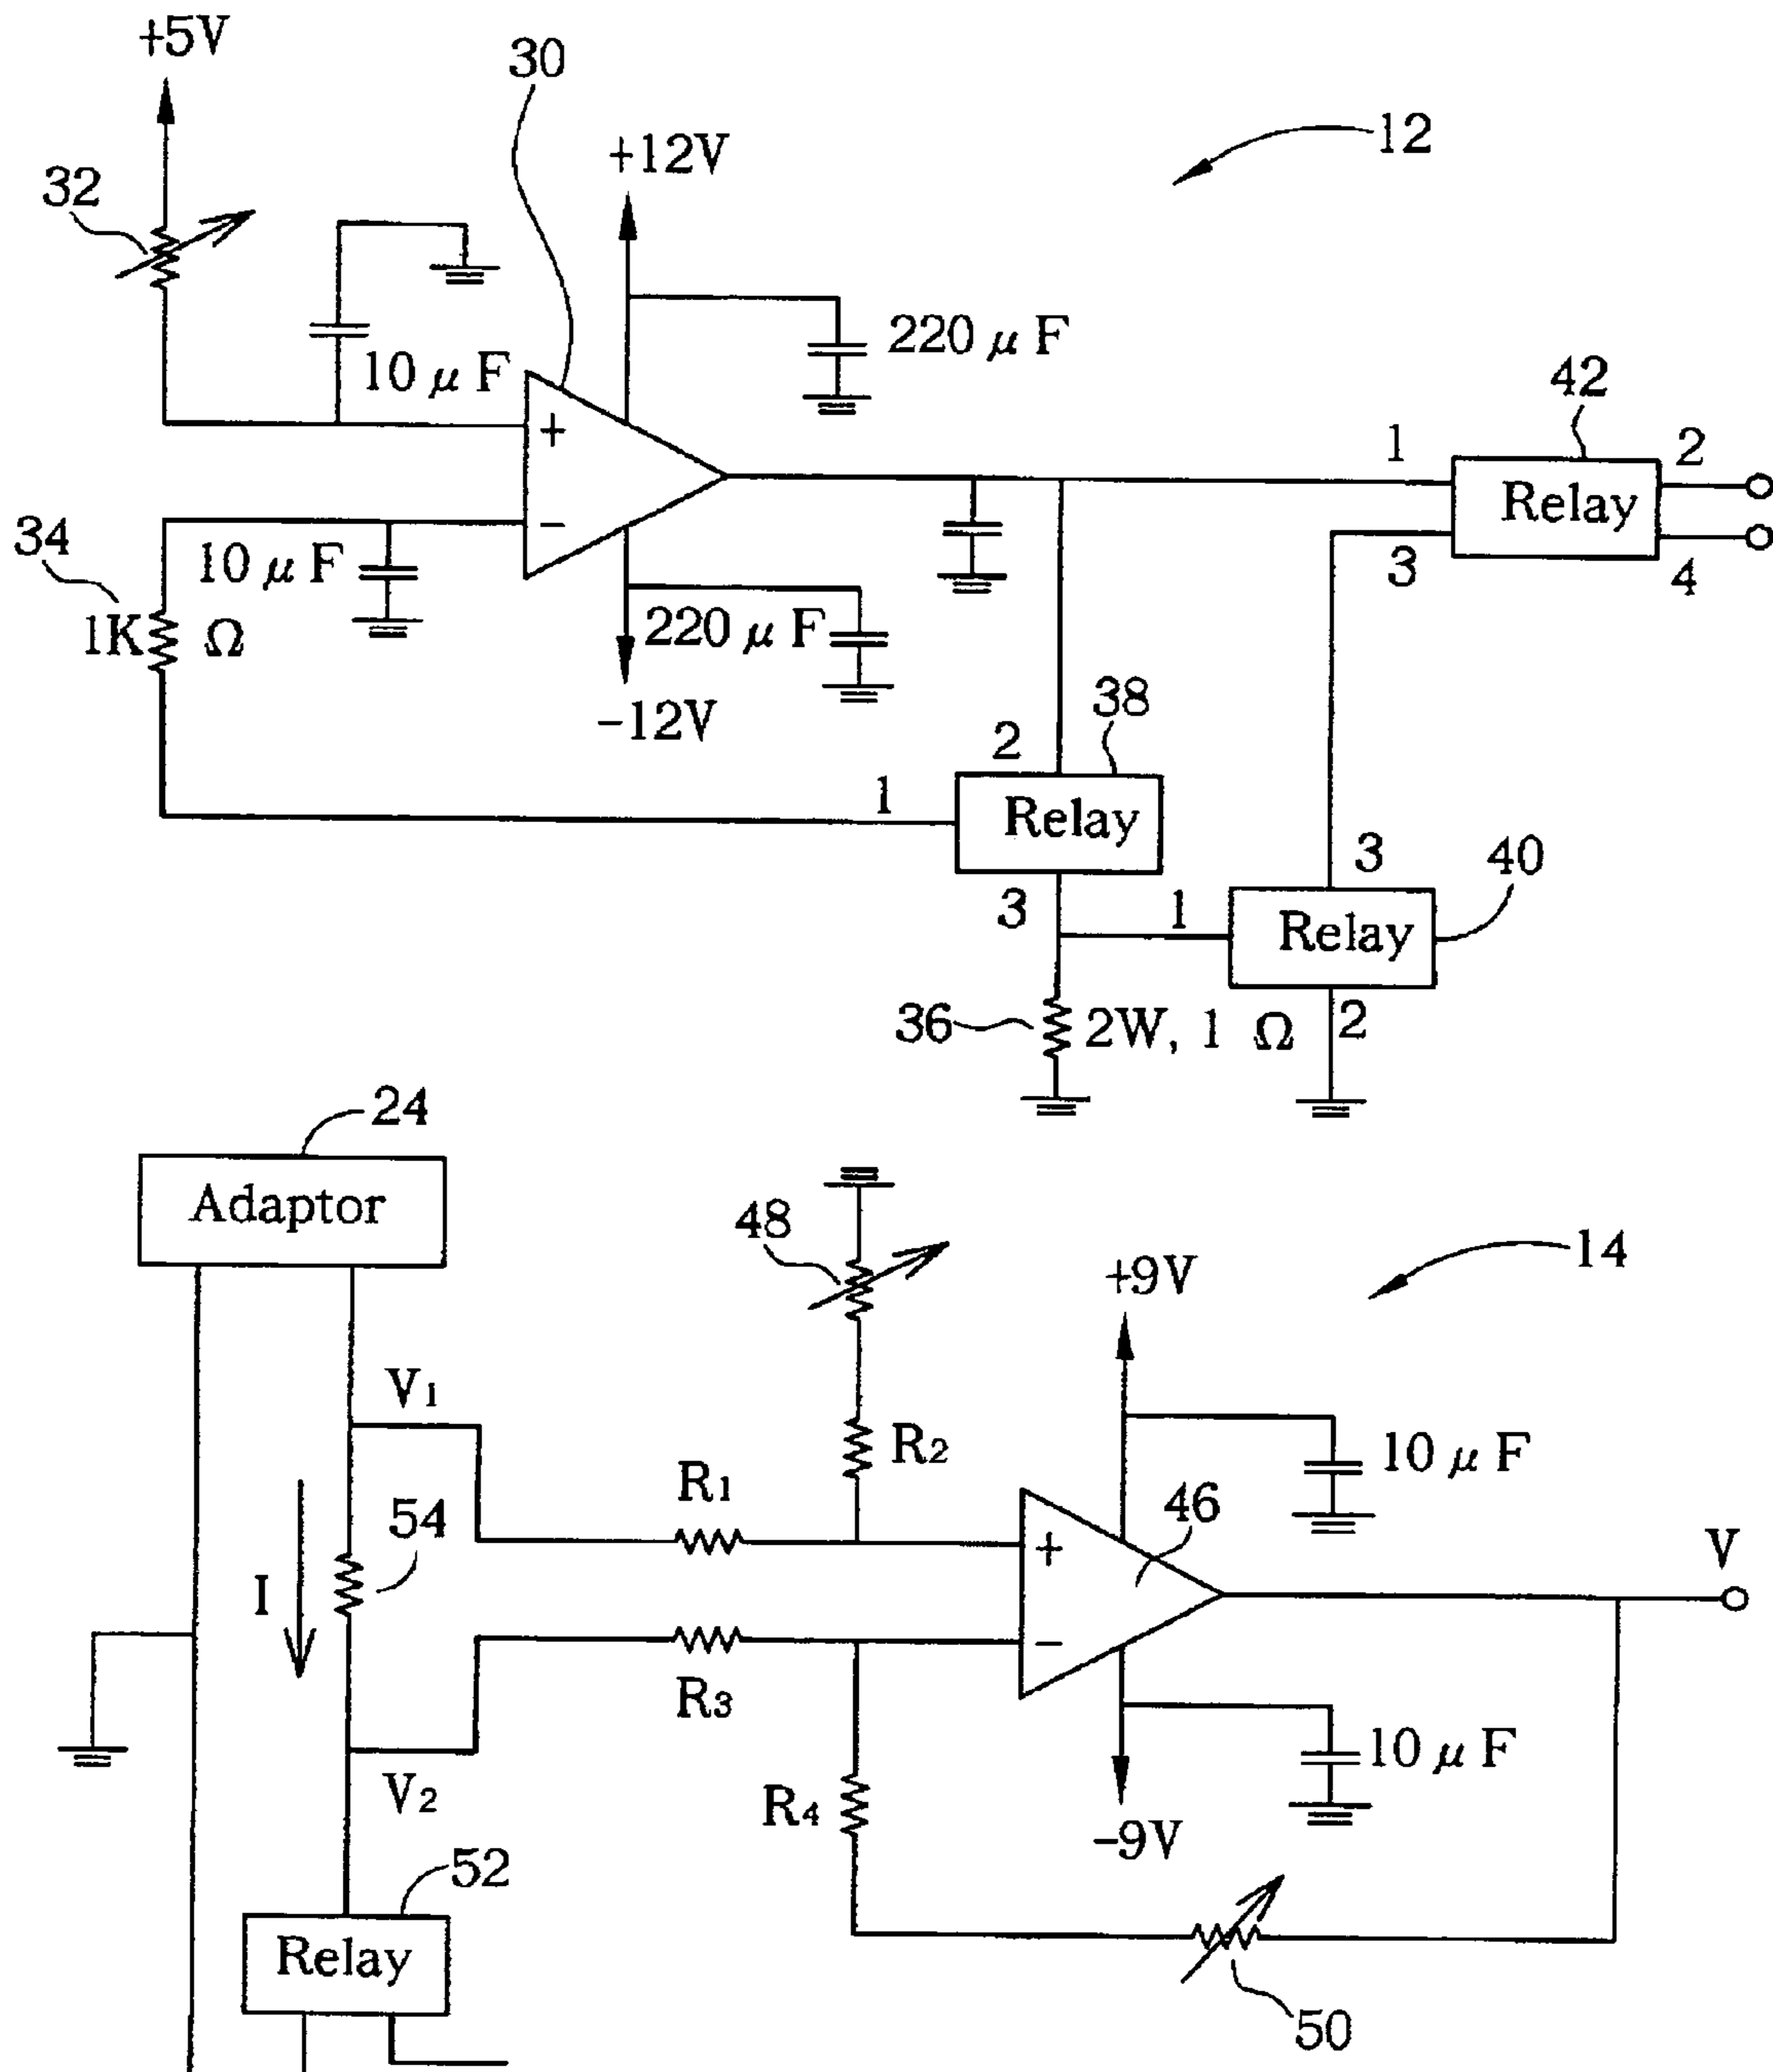 +5V
30
12
+12V
32
10 μ F
220 μ F
42
+
1
2
Relay
34
10 μ F
−
3
4
1K Ω
220 μ F
−12V
38
2
1
Relay
3
40
3
1
Relay
36
2W, 1 Ω
2
24
Adaptor
48
14
+9V
V1
R2
10 μ F
R1
46
54
+
V
I
−
R3
10 μ F
V2
R4
−9V
52
Relay
50